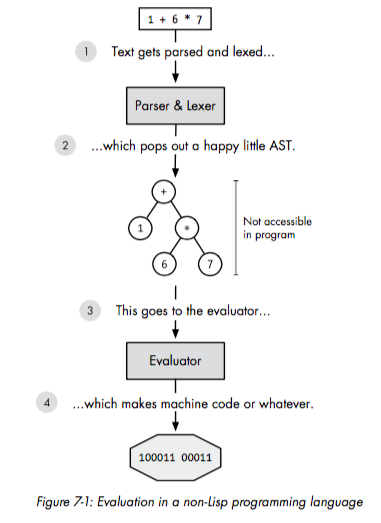 1 + 6 * 7
1 Text gets parsed and lexed...
Parser & Lexer
2 ...which pops out a happy little AST.
+
1 *
6 7
Not accessible
in program
3 This goes to the evaluator...
Evaluator
4 ...which makes machine code or whatever.
100011 00011
Figure 7-1: Evaluation in a non-Lisp programming language